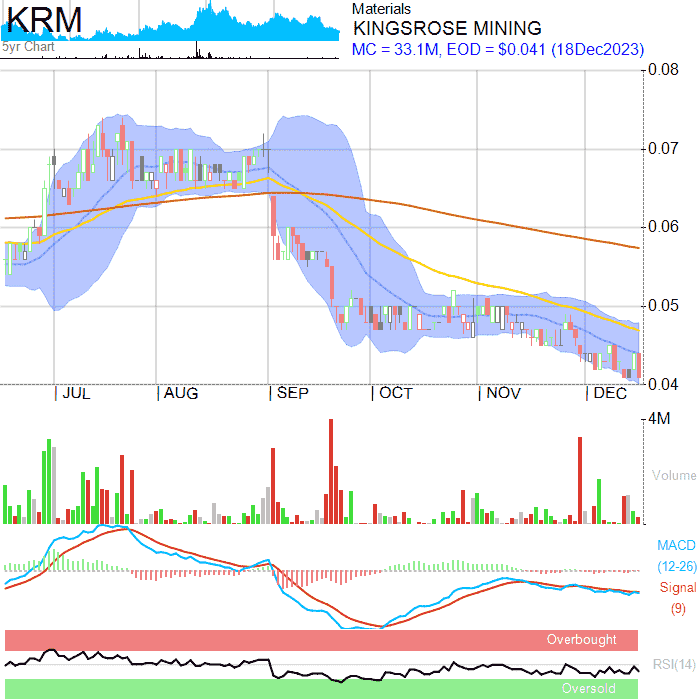 KRM
5yr Chart
Materials
KINGSROSE MINING
MC = 33.1M, EOD = $0.041 (18Dec2023)
0.08
0.07
0.06
0.05
0.04
JUL
AUG
SEP
OCT
NOV
DEC
4M
Volume
MACD
(12-26)
Signal
(9)
Overbought
RSI(14)
Oversold